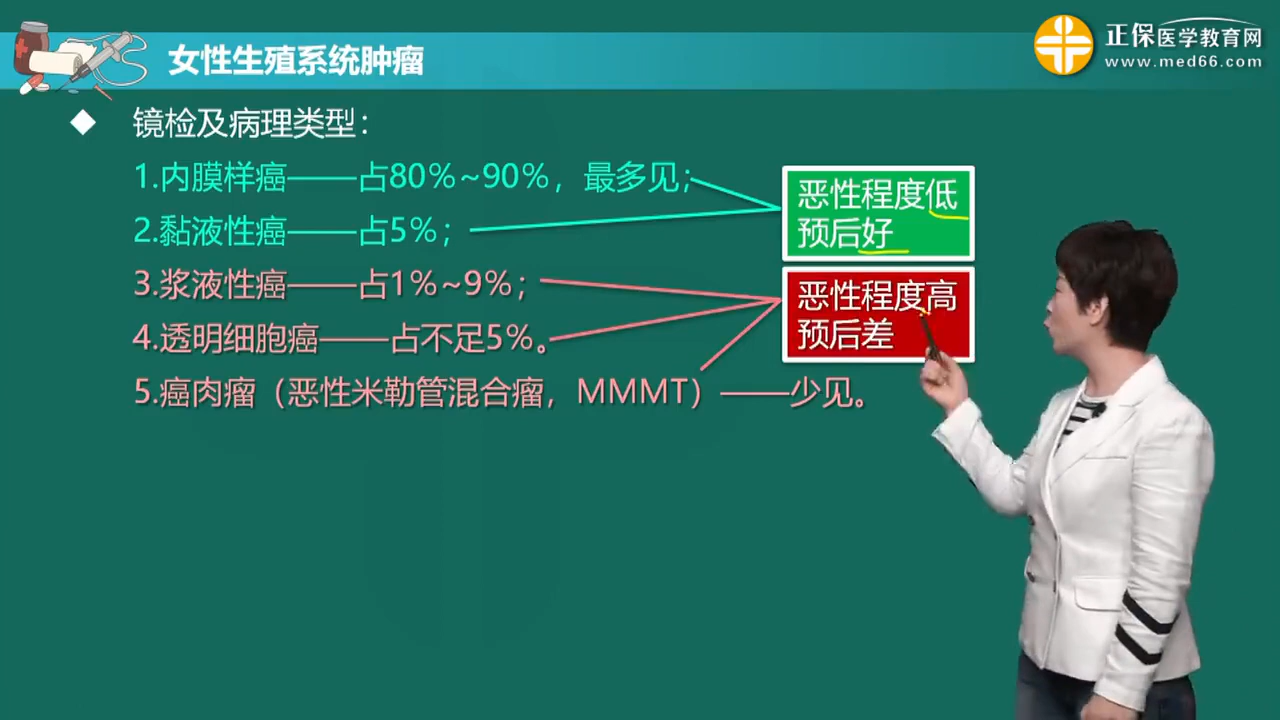 女性生殖系统肿瘤
正保医学教育网
www.med66.com
镜检及病理类型：
1.内膜样癌——占80%~90%，最多见；
2.黏液性癌——占5%；
3.浆液性癌——占1%~9%；
4.透明细胞癌——占不足5%。
5.癌肉瘤（恶性米勒管混合瘤，MMMT）——少见。
恶性程度低
预后好
恶性程度高
预后差